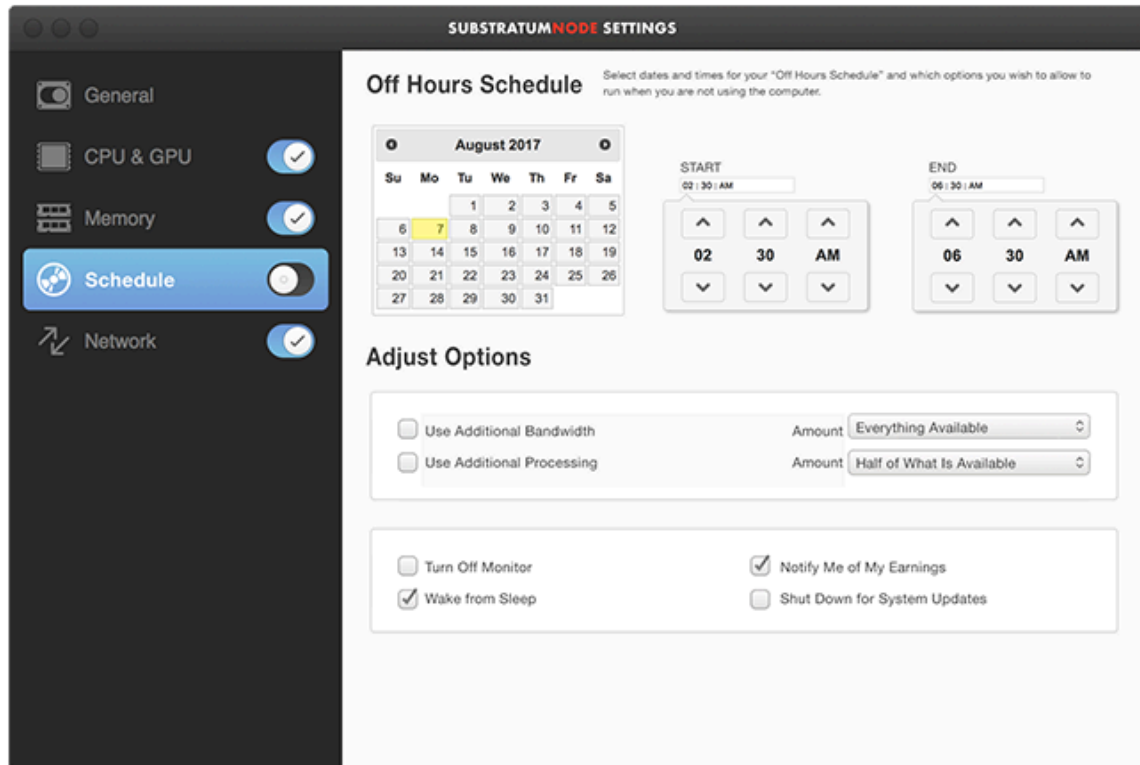 SUBSTRATUMNODE SETTINGS
General
CPU & GPU
Memory
Schedule
Network
Off Hours Schedule
Select dates and times for your “Off Hours Schedule” and which options you wish to allow to
run when you are not using the computer.
August 2017
Su Mo Tu We Th Fr Sa
1 2 3 4 5
6 7 8 9 10 11 12
13 14 15 16 17 18 19
20 21 22 23 24 25 26
27 28 29 30 31
START
02 : 30 : AM
02 30 AM
END
06 : 30 : AM
06 30 AM
Adjust Options
Use Additional Bandwidth Amount Everything Available
Use Additional Processing Amount Half of What Is Available
Turn Off Monitor Notify Me of My Earnings
Wake from Sleep Shut Down for System Updates